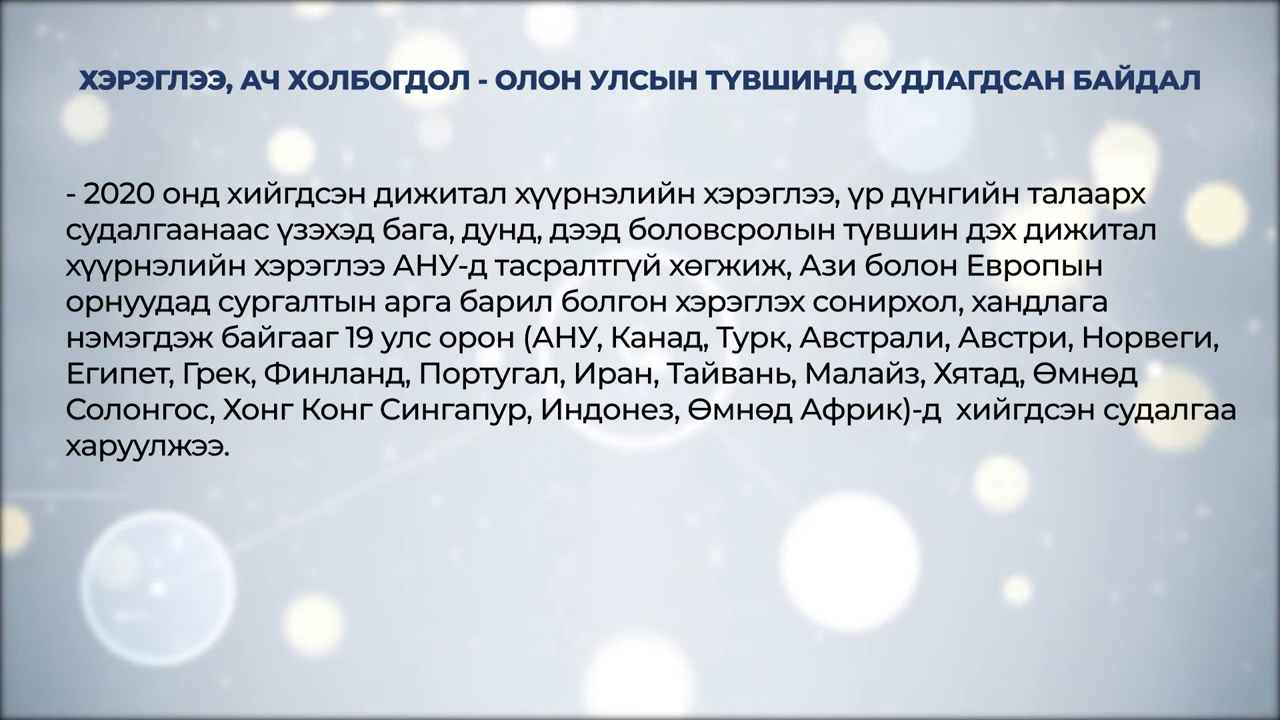 ХЭРЭГЛЭЭ, АЧ ХОЛБОГДОЛ - ОЛОН УЛСЫН ТҮВШИНД СУДЛАГДСАН БАЙДАЛ
- 2020 онд хийгдсэн дижитал хүүрнэлийн хэрэглээ, үр дүнгийн талаарх
судалгаанаас үзэхэд бага, дунд, дээд боловсролын түвшин дэх дижитал
хүүрнэлийн хэрэглээ АНУ-д тасралтгүй хөгжиж, Ази болон Европын
орнуудад сургалтын арга барил болгон хэрэглэх сонирхол, хандлага
нэмэгдэж байгааг 19 улс орон (АНУ, Канад, Турк, Австрали, Австри, Норвеги,
Египет, Грек, Финланд, Португал, Иран, Тайвань, Малайз, Хятад, Өмнөд
Солонгос, Хонг Конг Сингапур, Индонез, Өмнөд Африк)-д  хийгдсэн судалгаа
харуулжээ.